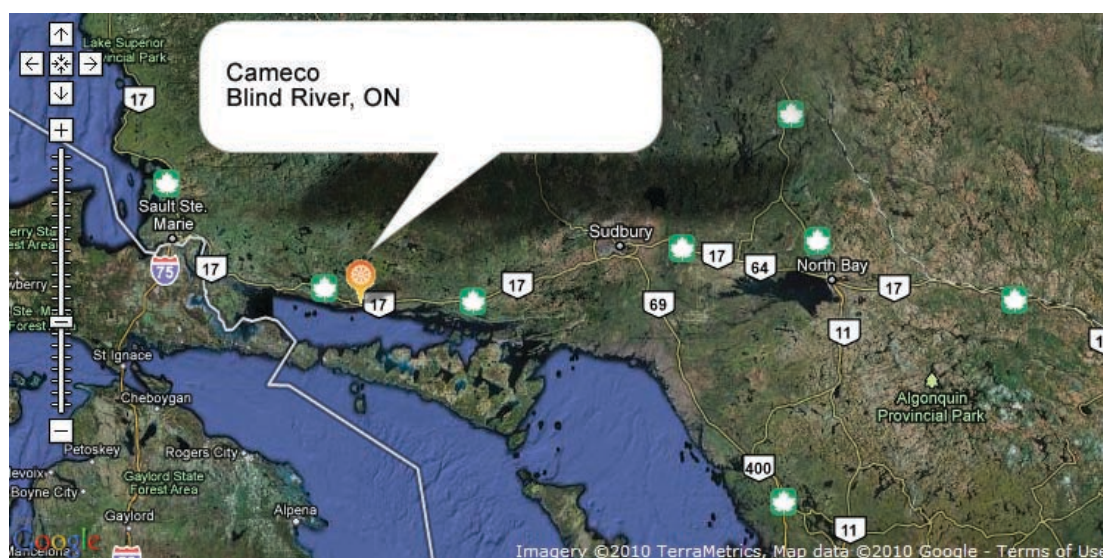 Lake Superior
Provincial Park
17
Cameco
Blind River, ON
Sault Ste.
Marie
75
17
17
17
Sudbury
17
64
North Bay
17
69
11
St Ignace
Cheboygan
Petoskey
Rogers City
Boyne City
Gaylord State
Forest Area
Gaylord
Alpena
Algonquin
Provincial Park
400
11
Google
Imagery ©2010 TerraMetrics, Map data ©2010 Google - Terms of Use